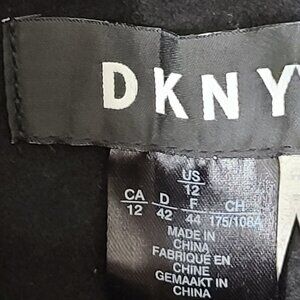 DKNY
US
12
CA D F CH
12 42 44 175/108A
MADE IN
CHINA
FABRIQUÉ EN
CHINE
GEMAAKT IN
CHINA